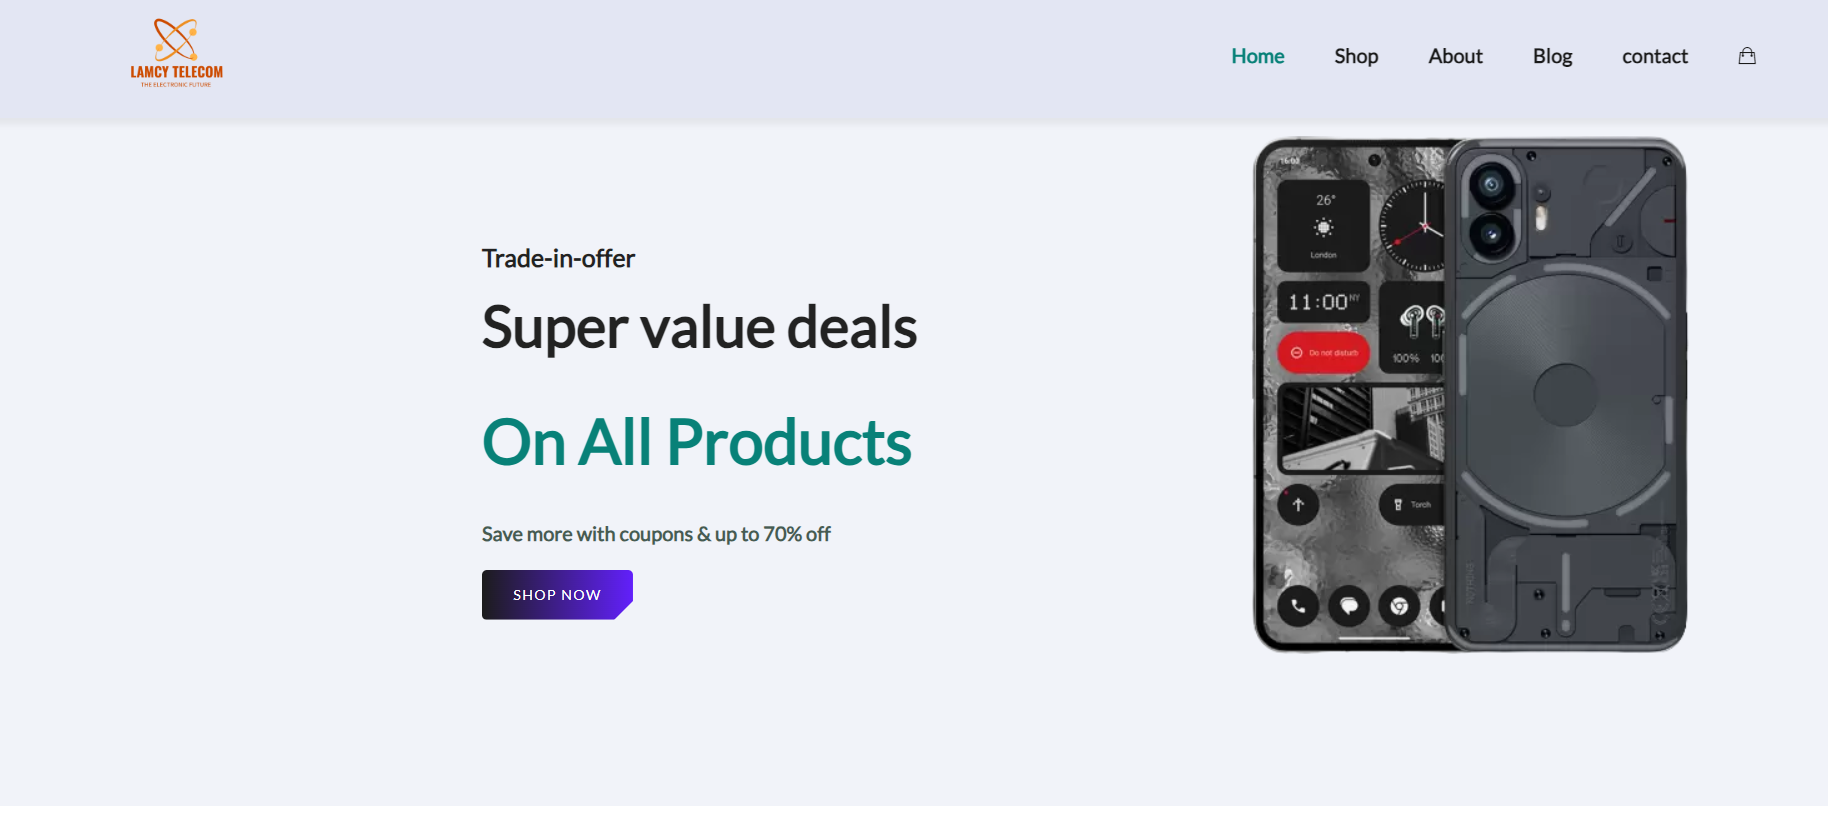 LAMCY TELECOM
THE ELECTRONIC FUTURE
Home
Shop
About
Blog
contact
Trade-in-offer
Super value deals
On All Products
Save more with coupons & up to 70% off
SHOP NOW
26°
London
11:00 NY
Do not disturb
100%
Torch
NOTHING